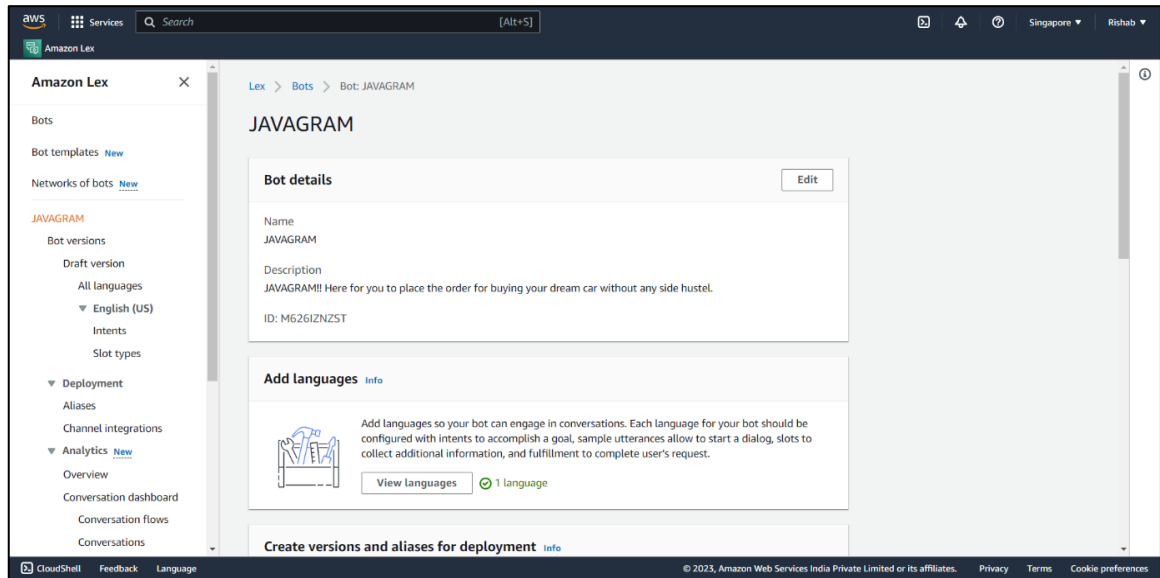 aws
Services
Search
[Alt+S]
Singapore
Rishab
Amazon Lex
Amazon Lex
Bots
Bot templates New
Networks of bots New
JAVAGRAM
Bot versions
Draft version
All languages
English (US)
Intents
Slot types
Deployment
Aliases
Channel integrations
Analytics New
Overview
Conversation dashboard
Conversation flows
Conversations
Lex > Bots > Bot: JAVAGRAM
JAVAGRAM
Bot details
Edit
Name
JAVAGRAM
Description
JAVAGRAM!! Here for you to place the order for buying your dream car without any side hustel.
ID: M626IZNZST
Add languages Info
Add languages so your bot can engage in conversations. Each language for your bot should be
configured with intents to accomplish a goal, sample utterances allow to start a dialog, slots to
collect additional information, and fulfillment to complete user's request.
View languages
1 language
Create versions and aliases for deployment Info
CloudShell
Feedback
Language
© 2023, Amazon Web Services India Private Limited or its affiliates.
Privacy
Terms
Cookie preferences